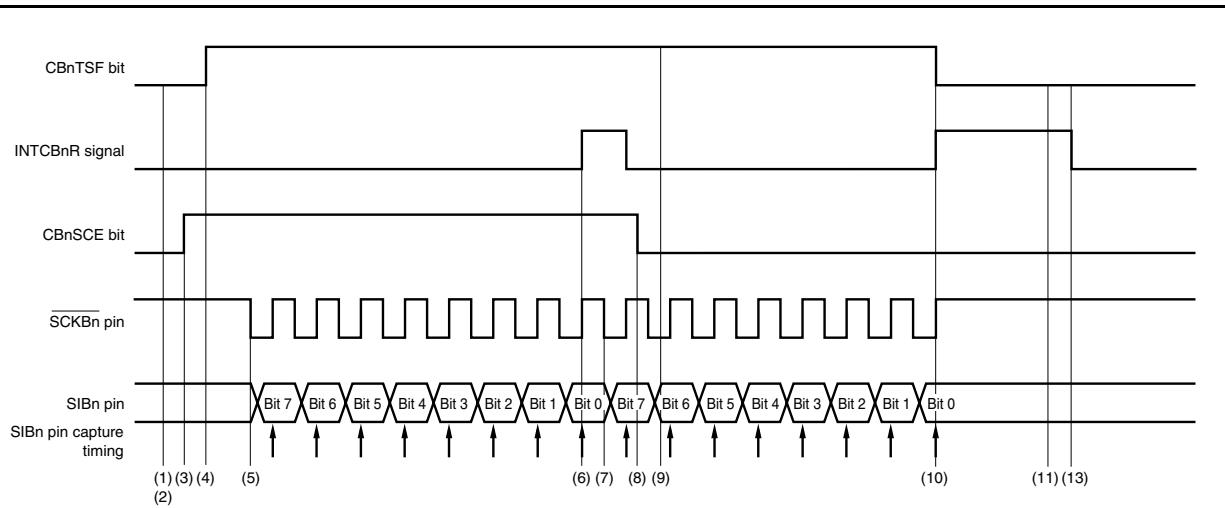 CBnTSF bit
INTCBnR signal
CBnSCE bit
SCKBn pin
SIBn pin
Bit 7 Bit 6 Bit 5 Bit 4 Bit 3 Bit 2 Bit 1 Bit 0 Bit 7 Bit 6 Bit 5 Bit 4 Bit 3 Bit 2 Bit 1 Bit 0
SIBn pin capture
timing
(1) (3) (4) (5) (6) (7) (8) (9) (10) (11) (13)
(2)